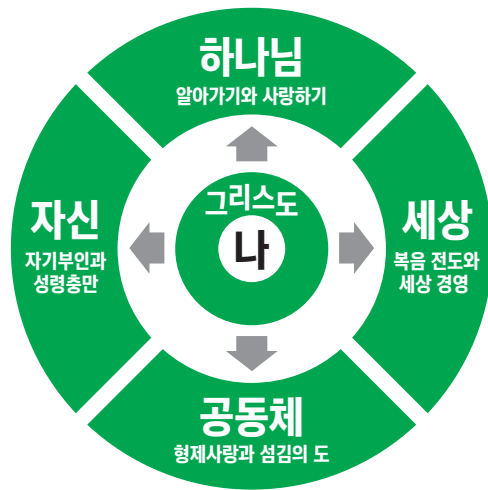 하나님
알아가기와 사랑하기
그리스도
나
자신
자기부인과
성령충만
세상
복음 전도와
세상 경영
공동체
형제사랑과 섬김의 도